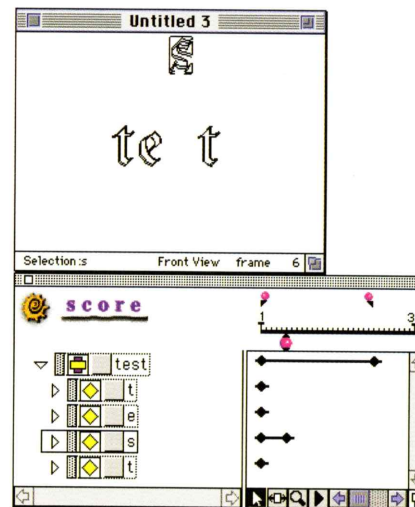 Untitled 3
s
te t
Selection:s Front View frame 6
score
1 3
test
t
e
s
t